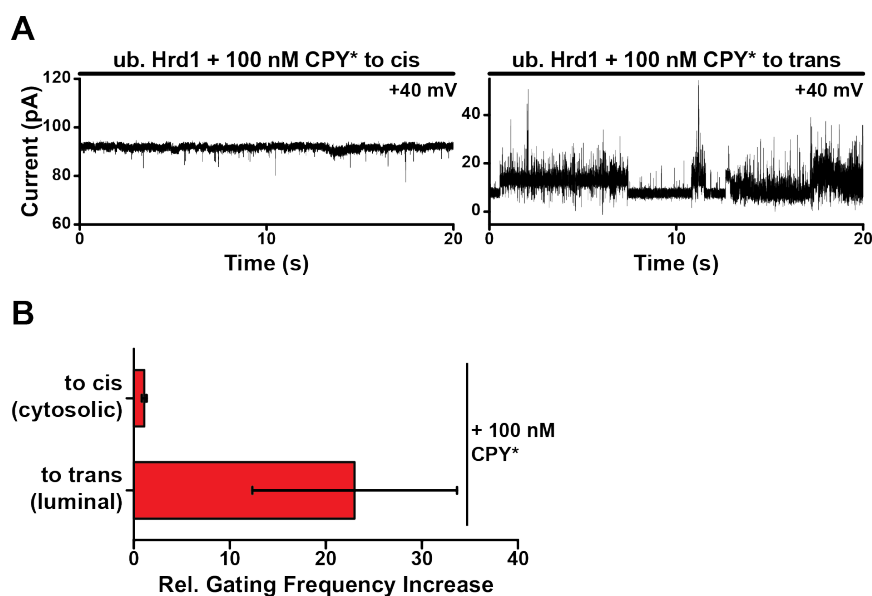 A
ub. Hrd1 + 100 nM CPY* to cis
ub. Hrd1 + 100 nM CPY* to trans
+40 mV
+40 mV
Current (pA)
120
100
80
60
0
10
20
Time (s)
40
20
0
0
10
20
Time (s)
B
to cis
(cytosolic)
to trans
(luminal)
+ 100 nM
CPY*
0
10
20
30
40
Rel. Gating Frequency Increase